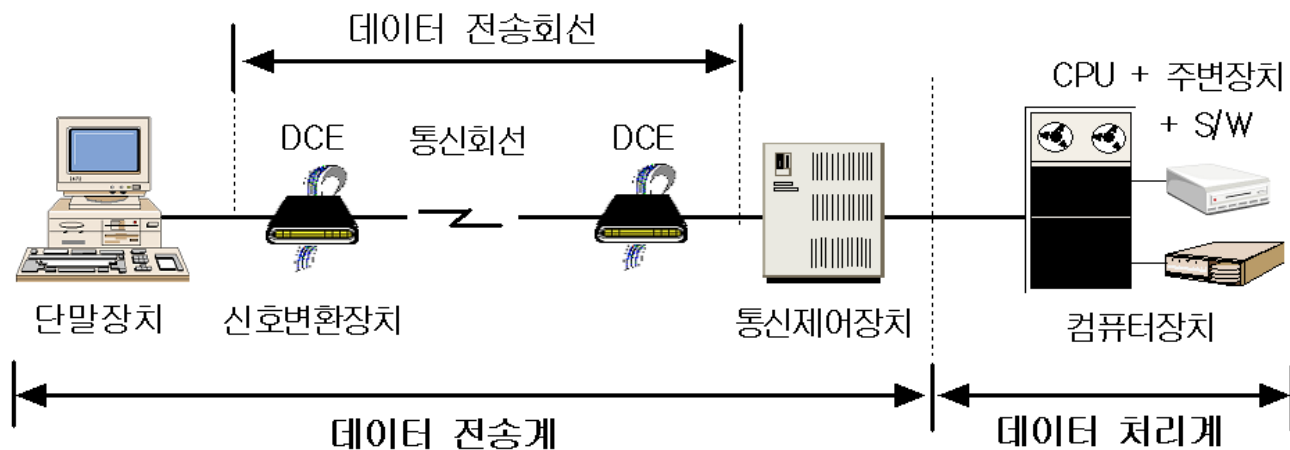 데이터 전송회선
CPU + 주변장치
+ S/W
DCE
통신회선
DCE
단말장치
신호변환장치
통신제어장치
컴퓨터장치
데이터 전송계
데이터 처리계